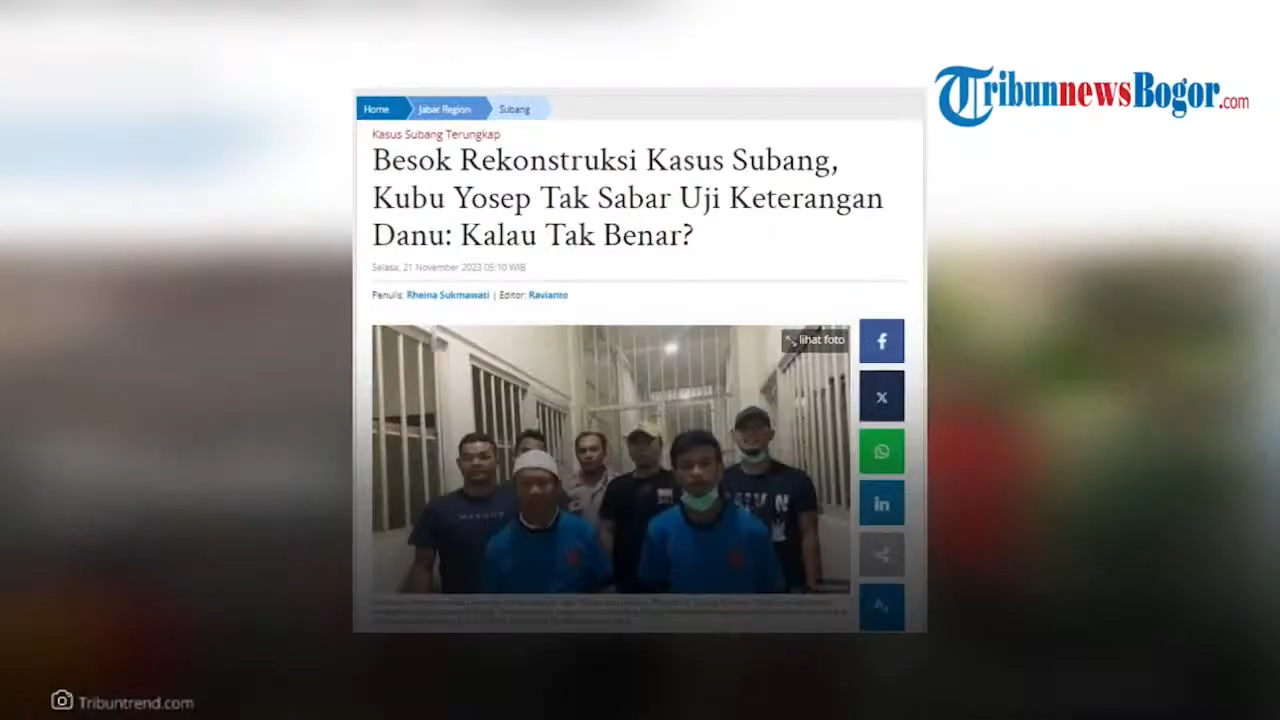 TribunnewsBogor.com
Home Jabar Region Subang
Kasus Subang Terungkap
Besok Rekonstruksi Kasus Subang,
Kubu Yosep Tak Sabar Uji Keterangan
Danu: Kalau Tak Benar?
Selasa, 21 November 2023 05:10 WIB
Penulis: Rheina Sukmawati | Editor: Ravianto
lihat foto
Tribuntrend.com